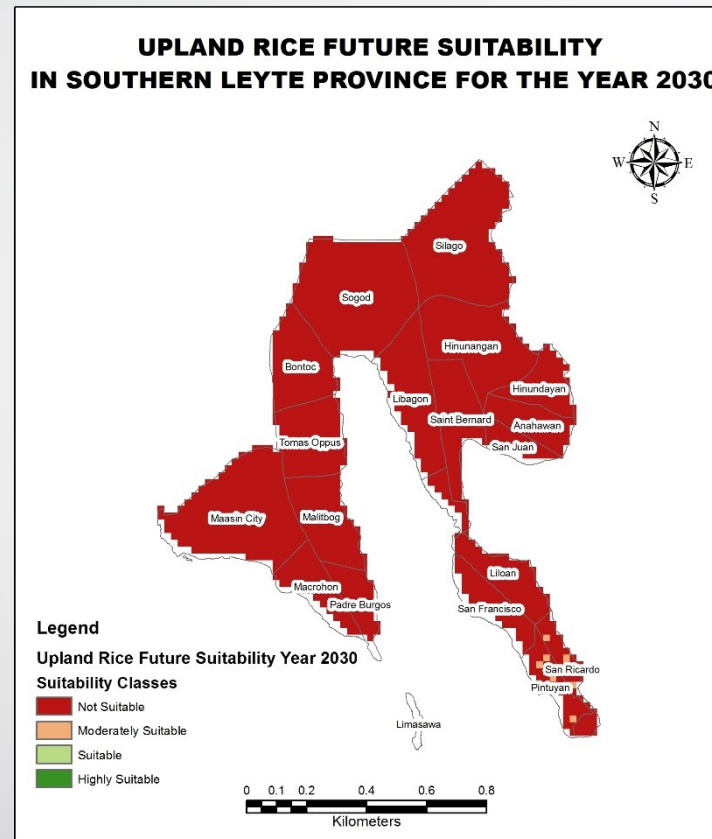 UPLAND RICE FUTURE SUITABILITY
IN SOUTHERN LEYTE PROVINCE FOR THE YEAR 2030
N
W
E
S
Silago
Sogod
Hinunangan
Bontoc
Hinundayan
Libagon
Saint Bernard
Anahawan
Tomas Oppus
San Juan
Maasin City
Malitbog
Liloan
Macrohon
Padre Burgos
San Francisco
San Ricardo
Pintuyan
Limasawa
Legend
Upland Rice Future Suitability Year 2030
Suitability Classes
Not Suitable
Moderately Suitable
Suitable
Highly Suitable
0 0.1 0.2 0.4 0.6 0.8
Kilometers